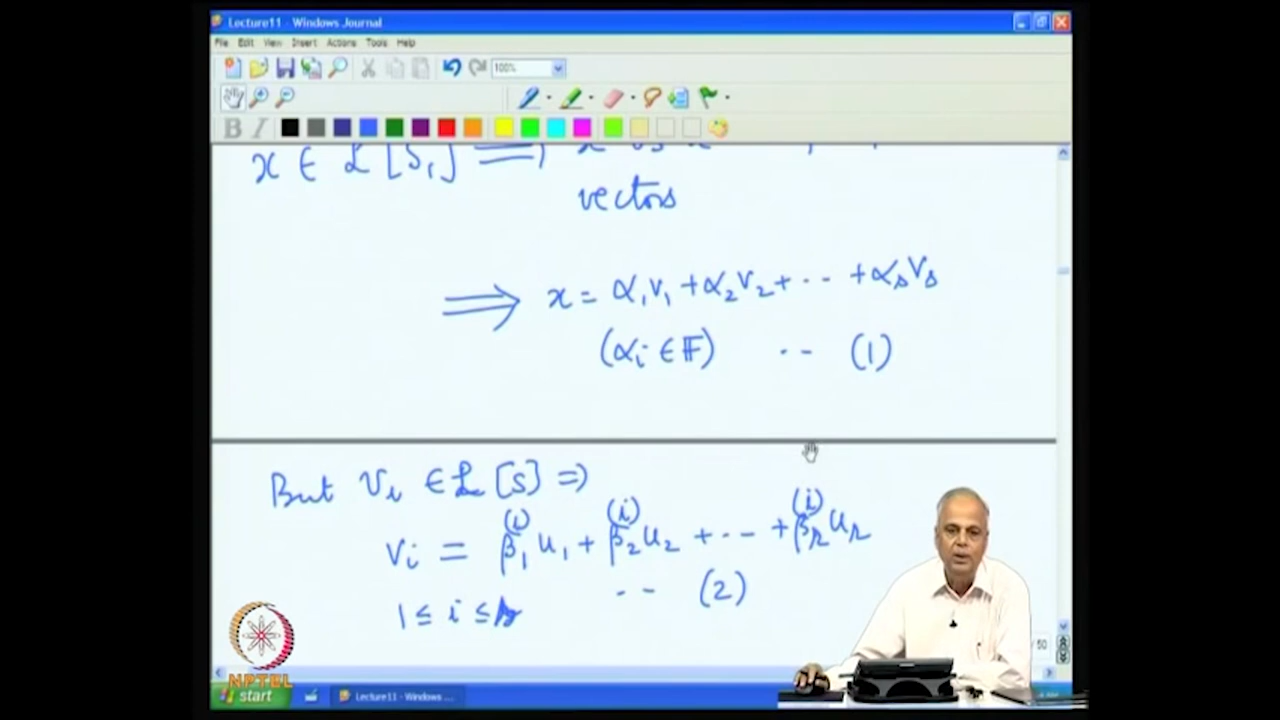 Lecture11 - Windows Journal
File Edit View Insert Actions Tools Help
100%
B I
x ∈ ℒ [S₁] ⟹
vectors
⟹ x = α₁v₁ + α₂v₂ + ··· + αₛvₛ
(αᵢ ∈ 𝔽) ·· (1)
But vᵢ ∈ ℒ [S] ⇒
vᵢ = β₁⁽ⁱ⁾u₁ + β₂⁽ⁱ⁾u₂ + ··· + βᵣ⁽ⁱ⁾uᵣ
·· (2)
1 ≤ i ≤ s
/ 50
NPTEL
start Lecture11 - Windows ...